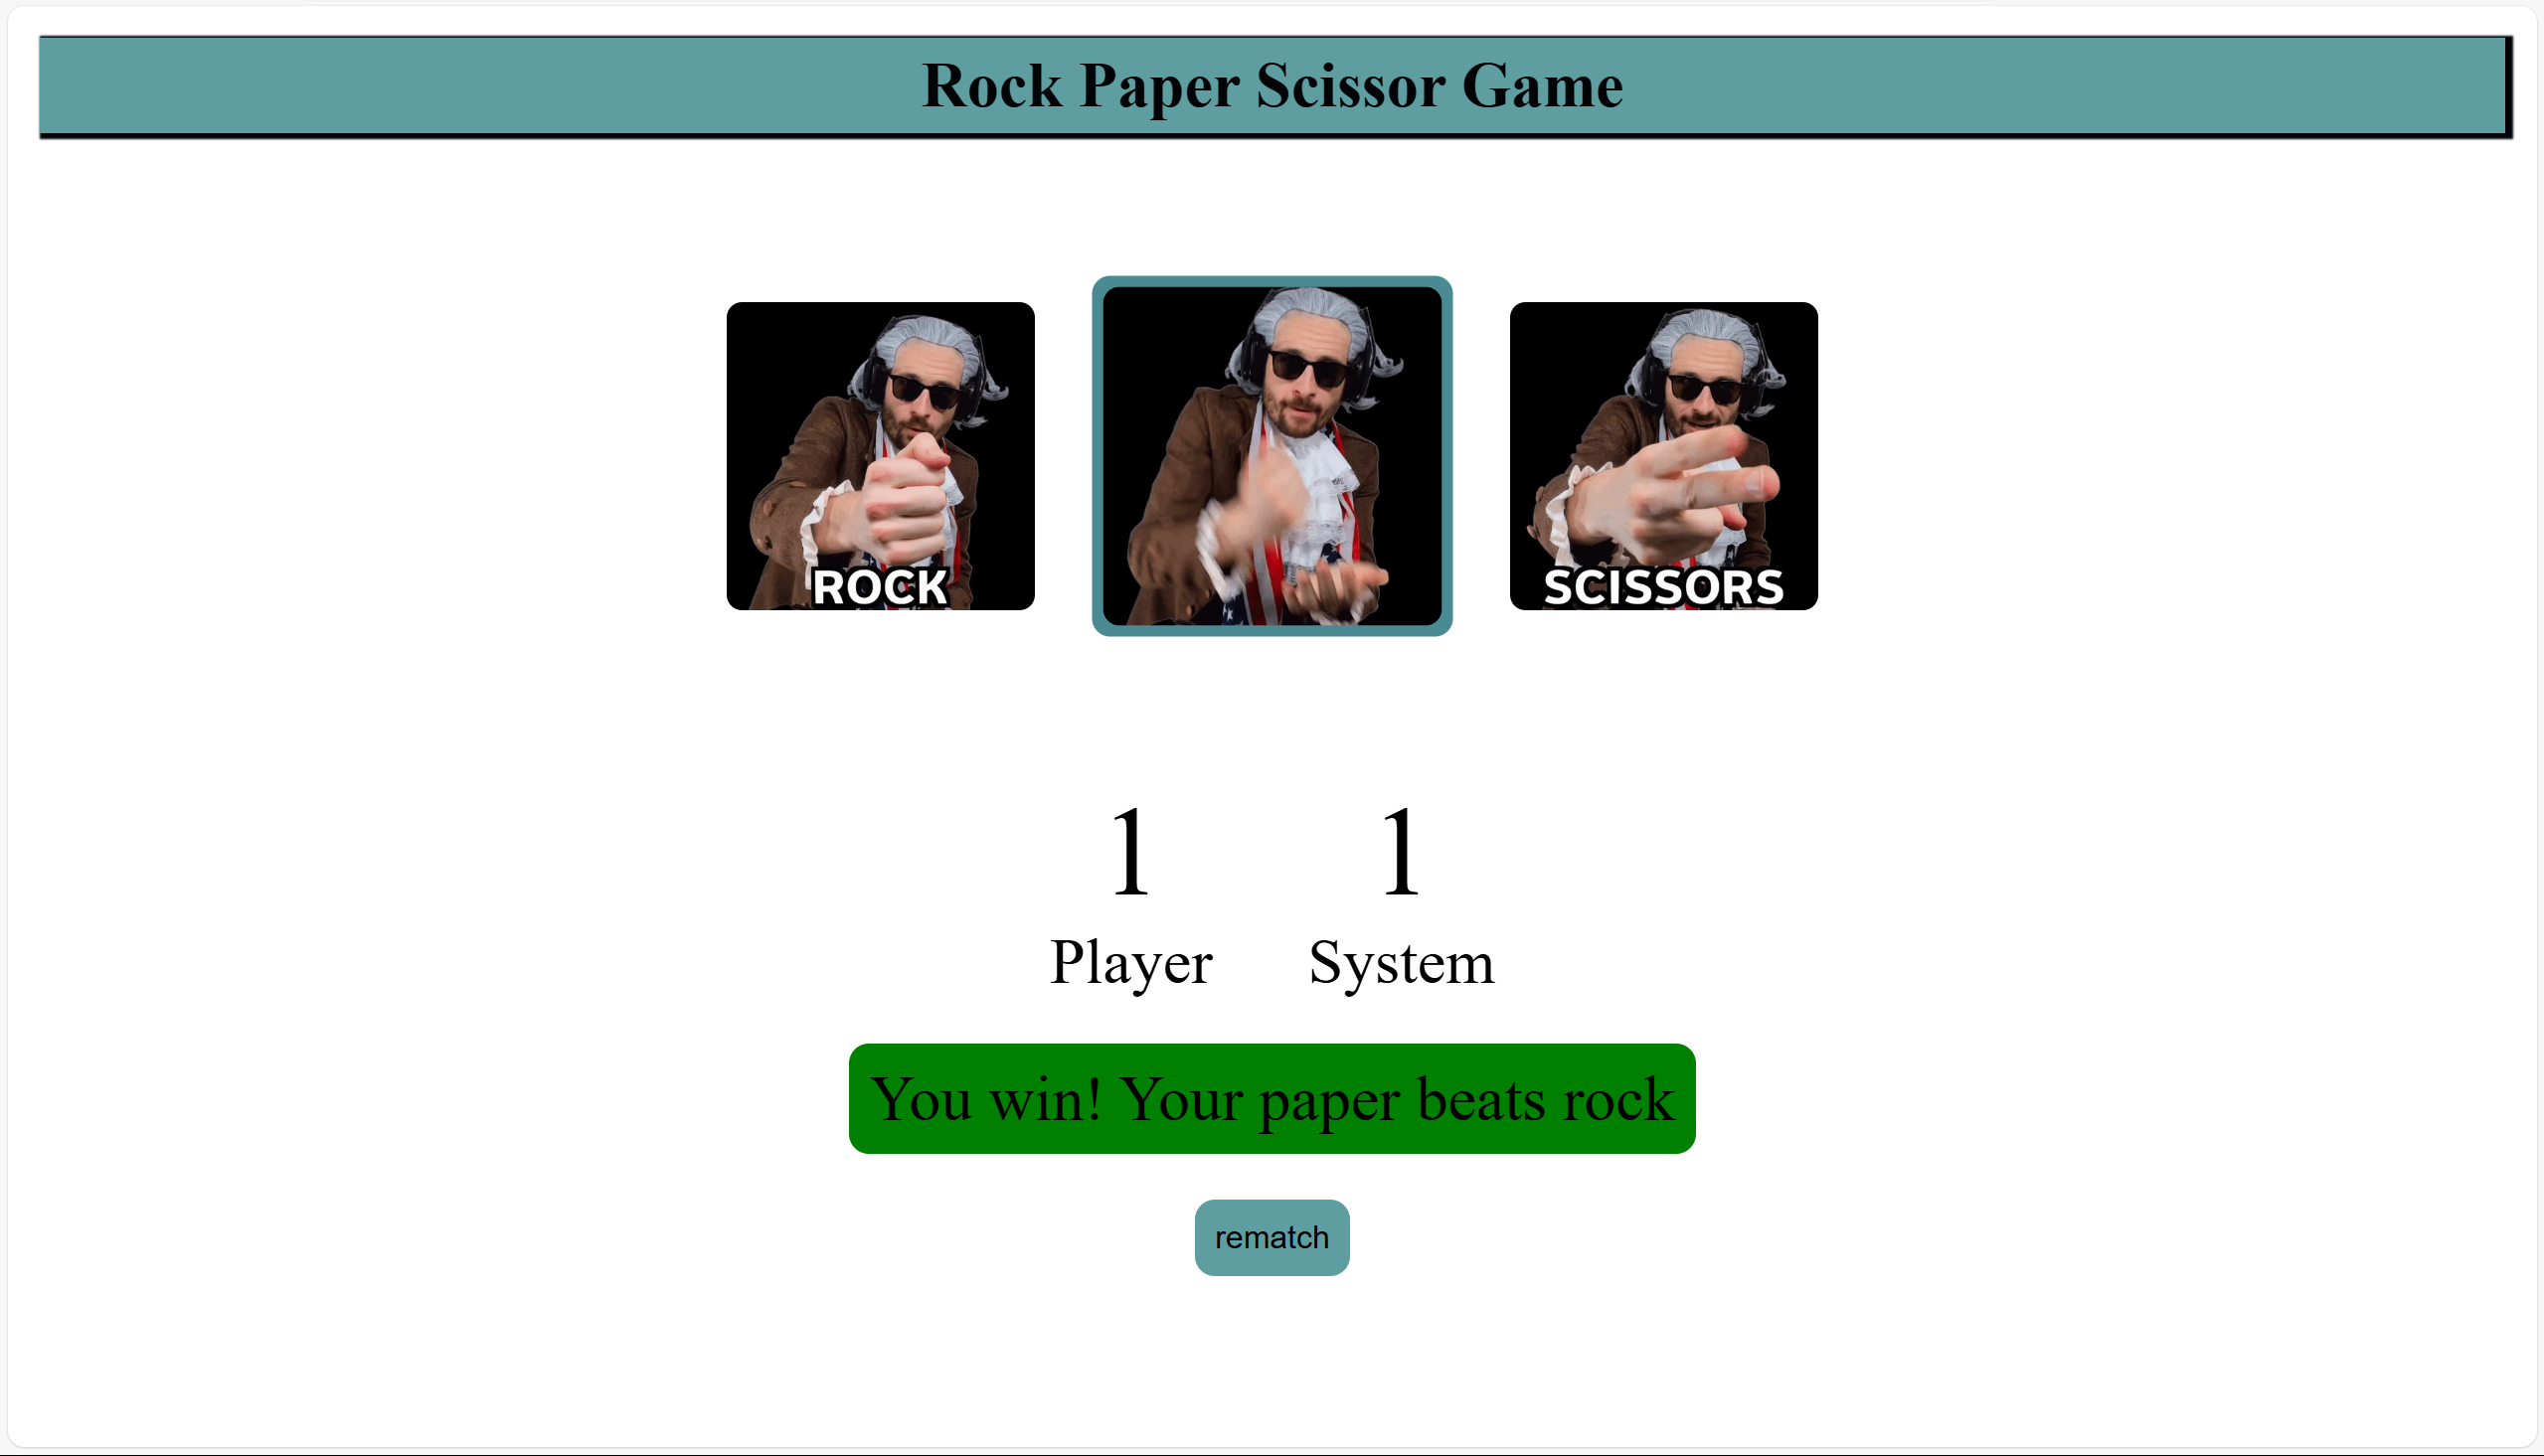 Rock Paper Scissor Game
ROCK
SCISSORS
1
1
Player
System
You win! Your paper beats rock
rematch